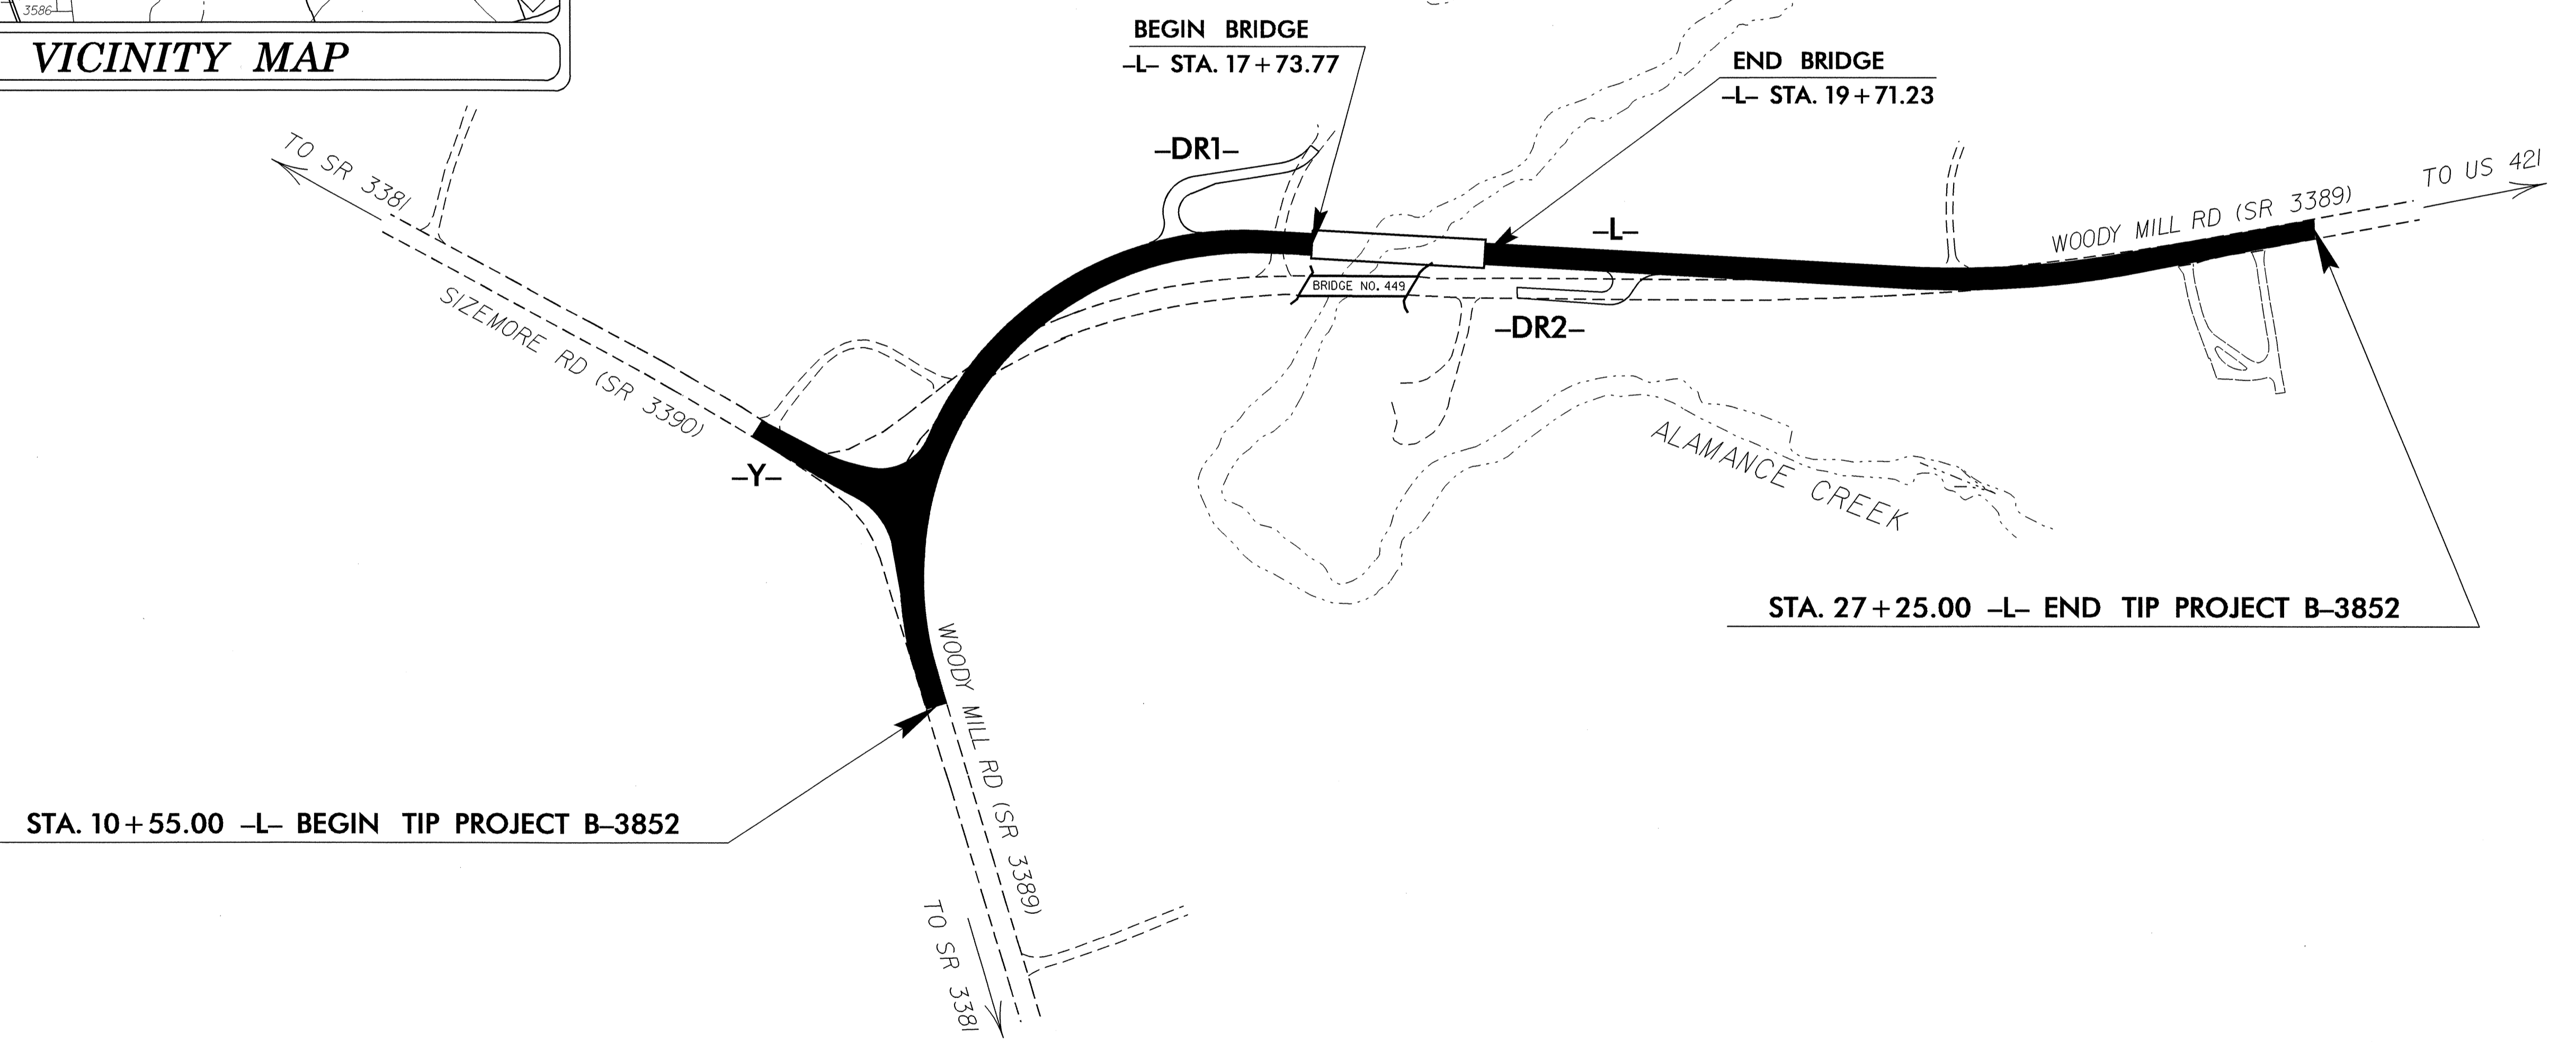 3586
VICINITY MAP
BEGIN BRIDGE
–L– STA. 17+73.77
END BRIDGE
–L– STA. 19+71.23
–DR1–
TO SR 3381
–L–
WOODY MILL RD (SR 3389)
TO US 421
BRIDGE NO. 449
SIZEMORE RD (SR 3390)
–DR2–
–Y–
ALAMANCE CREEK
STA. 27+25.00 –L– END TIP PROJECT B–3852
WOODY MILL RD (SR 3389)
STA. 10+55.00 –L– BEGIN TIP PROJECT B–3852
TO SR 3381